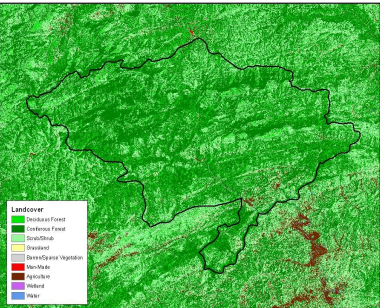 Landcover
Deciduous Forest
Coniferous Forest
Scrub/Shrub
Grassland
Barren/Sparse Vegetation
Man-Made
Agriculture
Wetland
Water